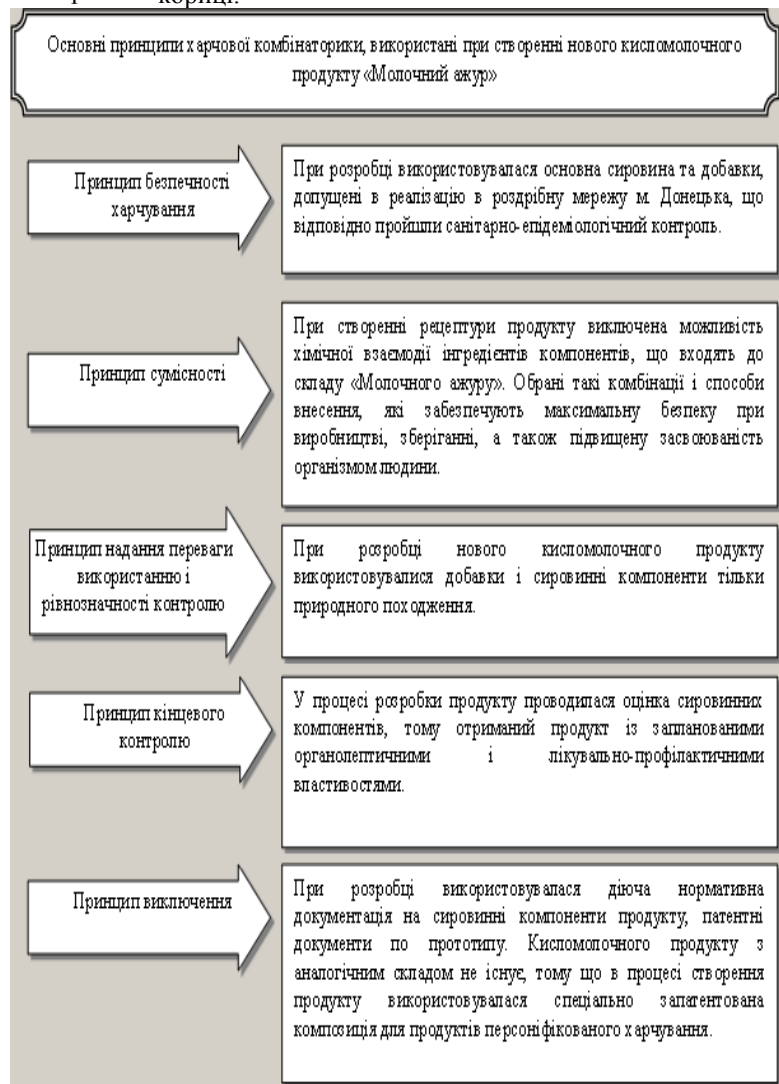 кориці.
Основні принципи харчової комбінаторики, використані при створенні нового кисломолочного
продукту «Молочний ажур»
Принцип безпечності
харчування
При розробці використовувалася основна сировина та добавки,
допущені в реалізацію в роздрібну мережу м. Донецька, що
відповідно пройшли санітарно-епідеміологічний контроль.
Принцип сумісності
При створенні рецептури продукту виключена можливість
хімічної взаємодії інгредієнтів компонентів, що входять до
складу «Молочного ажуру». Обрані такі комбінації і способи
внесення, які забезпечують максимальну безпеку при
виробництві, зберіганні, а також підвищену засвоюваність
організмом людини.
Принцип надання переваги
використанню і
рівнозначності контролю
При розробці нового кисломолочного продукту
використовувалися добавки і сировинні компоненти тільки
природного походження.
Принцип кінцевого
контролю
У процесі розробки продукту проводилася оцінка сировинних
компонентів, тому отриманий продукт із запланованими
органолептичними і лікувально-профілактичними
властивостями.
Принцип виключення
При розробці використовувалася діюча нормативна
документація на сировинні компоненти продукту, патентні
документи по прототипу. Кисломолочного продукту з
аналогічним складом не існує, тому що в процесі створення
продукту використовувалася спеціально запатентована
композиція для продуктів персоніфікованого харчування.